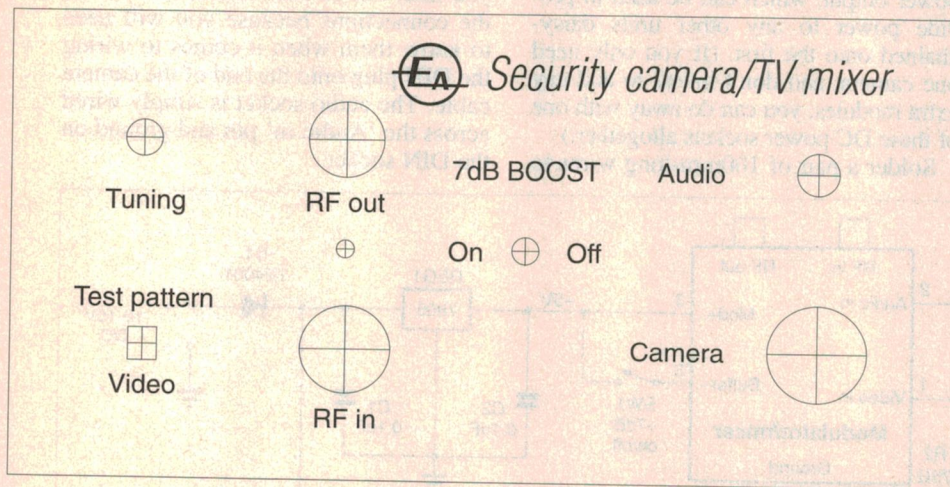 EA Security camera/TV mixer
Tuning
RF out
7dB BOOST
Audio
On Off
Test pattern
Video
RF in
Camera